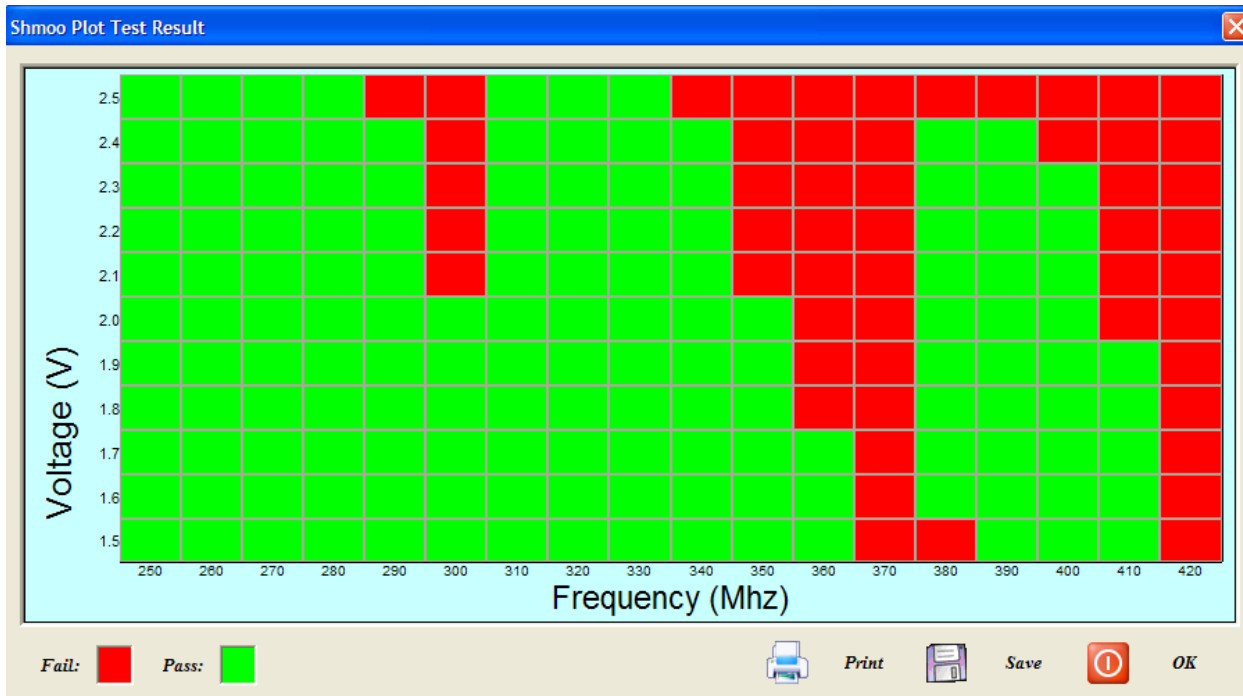 Shmoo Plot Test Result
2.5
2.4
2.3
2.2
2.1
2.0
1.9
1.8
1.7
1.6
1.5
Voltage (V)
250 260 270 280 290 300 310 320 330 340 350 360 370 380 390 400 410 420
Frequency (Mhz)
Fail: Pass: Print Save OK